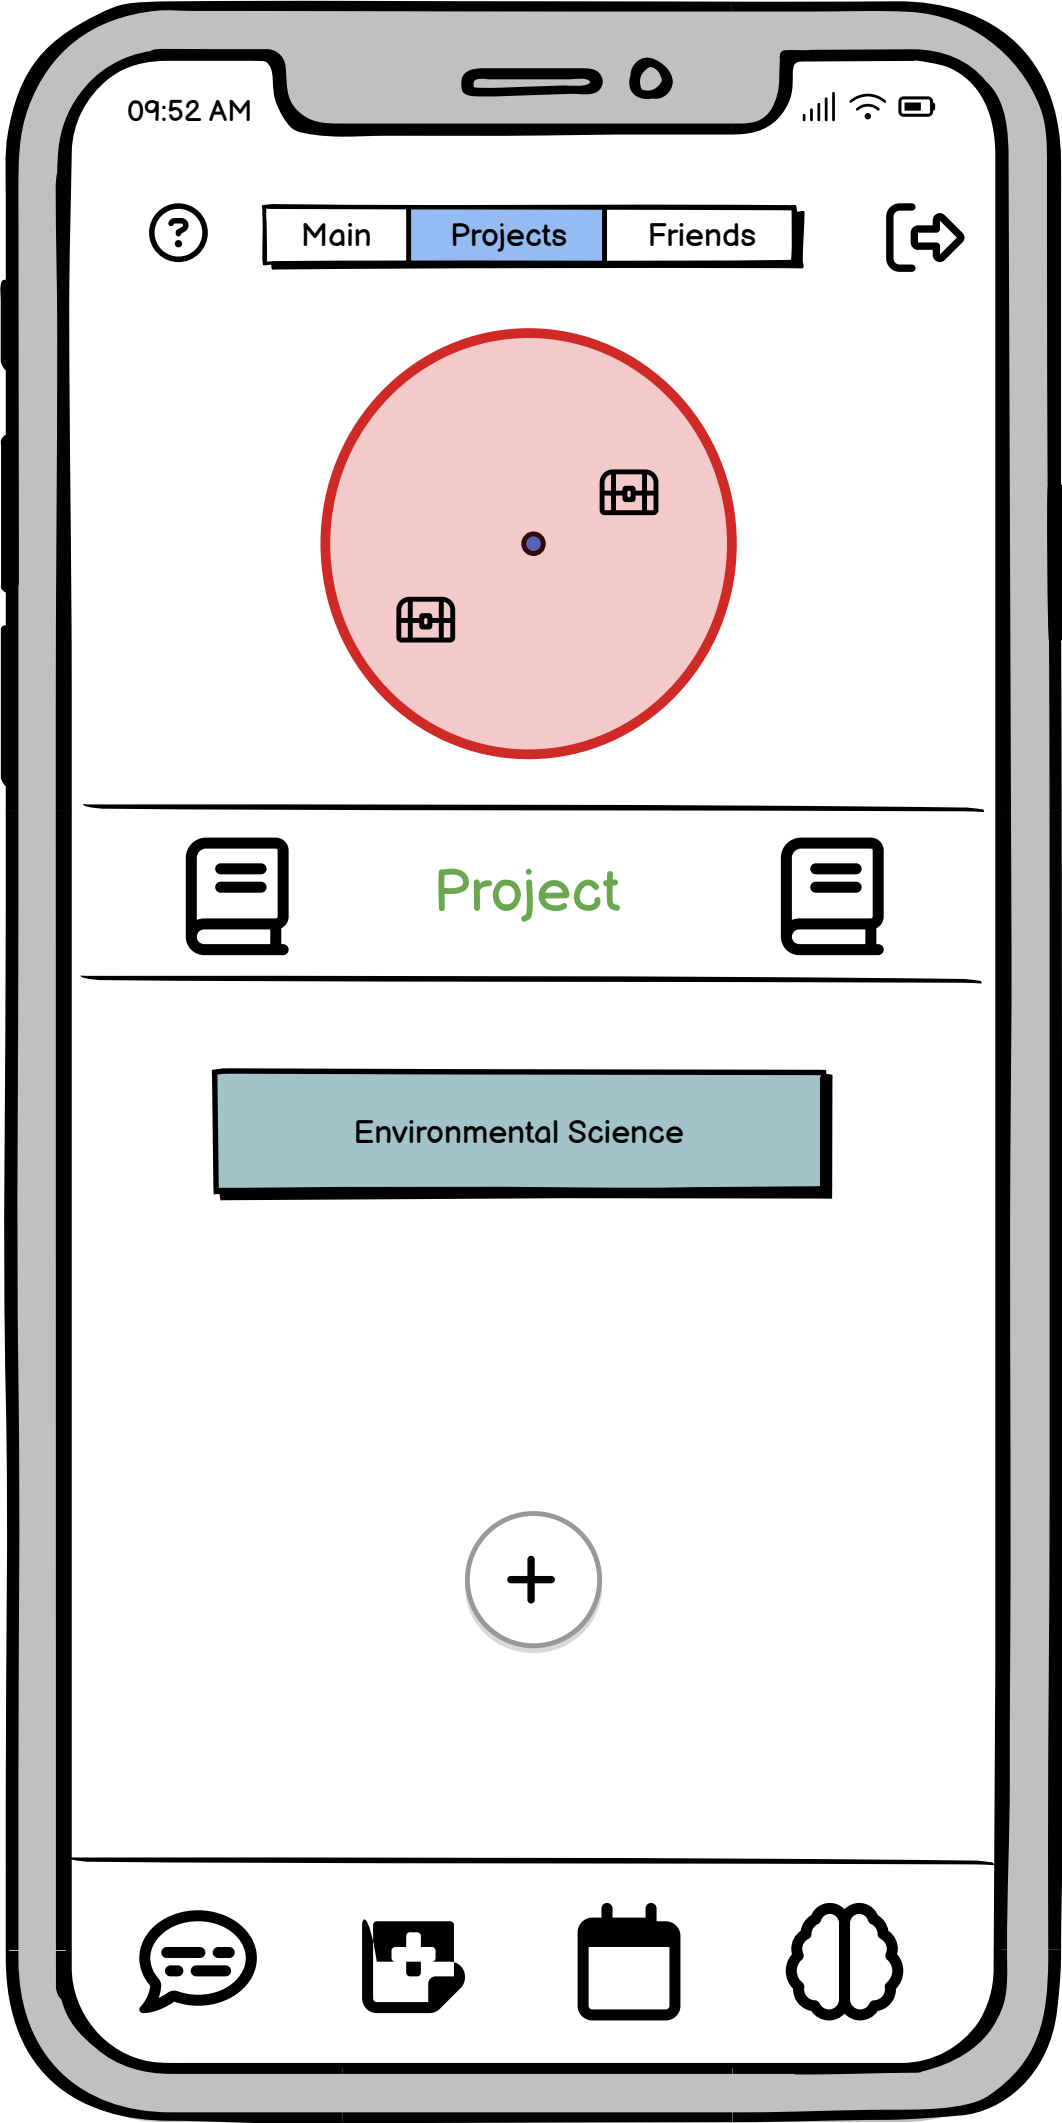 09:52 AM
?
Main Projects Friends
Project
Environmental Science
+